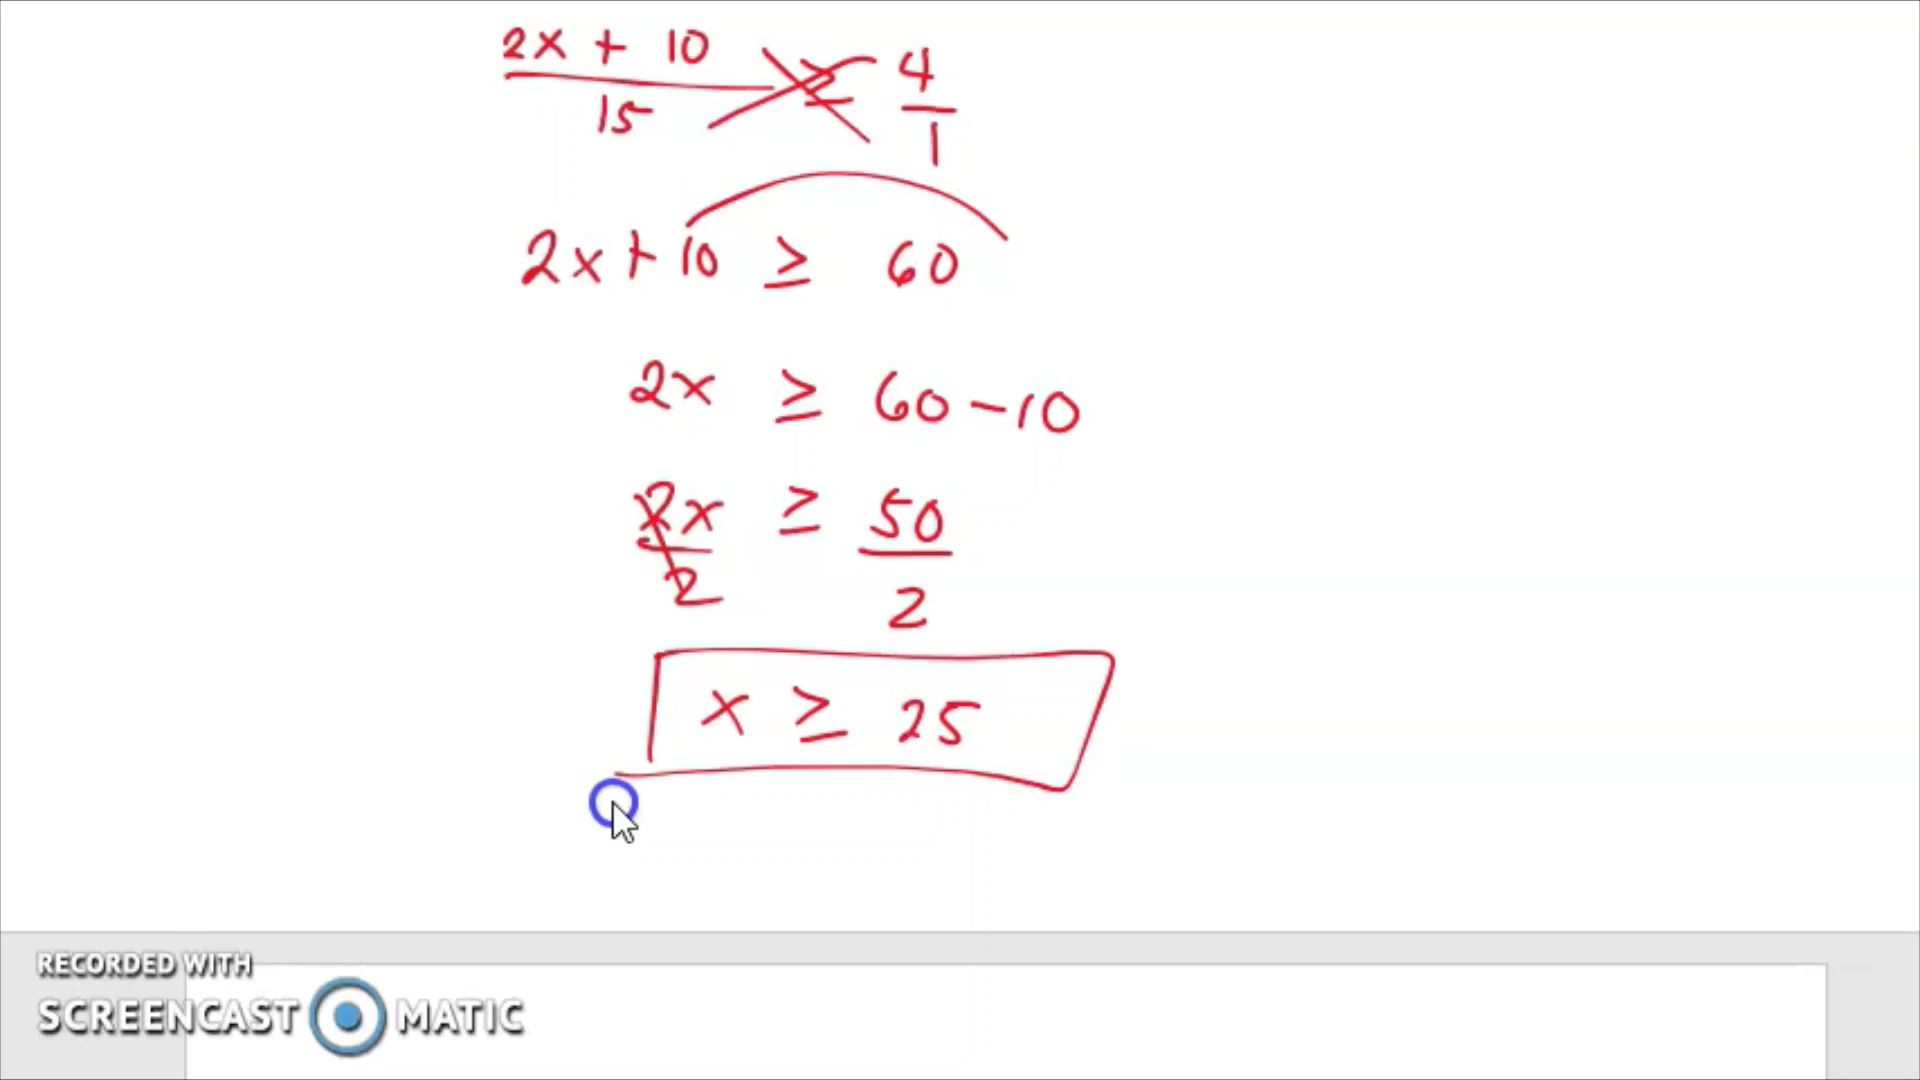 2x + 10 ≥ 4
15 1
2x + 10 ≥ 60
2x ≥ 60 - 10
2x ≥ 50
2 2
x ≥ 25
RECORDED WITH
SCREENCAST MATIC